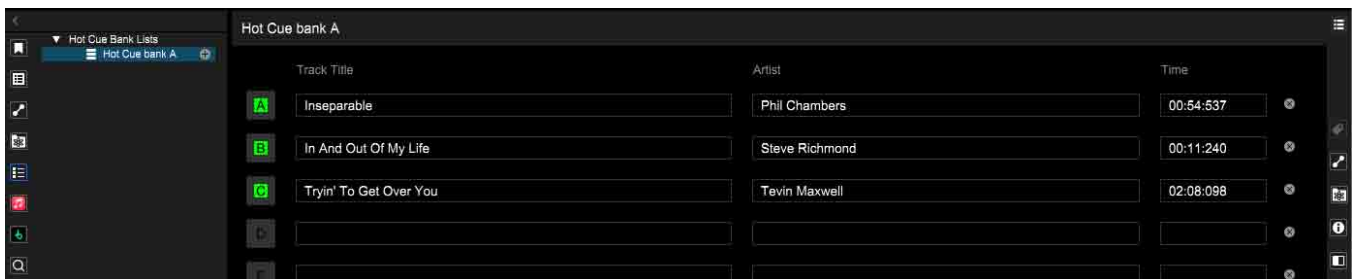 Hot Cue Bank Lists
Hot Cue bank A
Hot Cue bank A
Track Title Artist Time
A Inseparable Phil Chambers 00:54:537
B In And Out Of My Life Steve Richmond 00:11:240
C Tryin' To Get Over You Tevin Maxwell 02:08:098
D
E